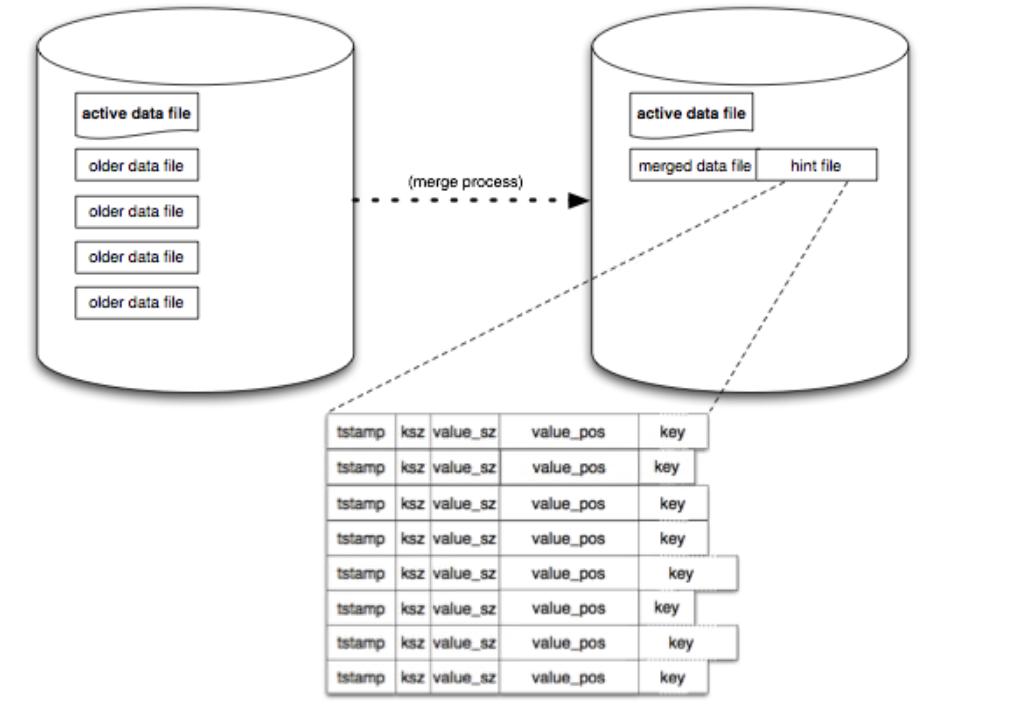 active data file
older data file
older data file
older data file
older data file
(merge process)
active data file
merged data file hint file
tstamp ksz value_sz value_pos key
tstamp ksz value_sz value_pos key
tstamp ksz value_sz value_pos key
tstamp ksz value_sz value_pos key
tstamp ksz value_sz value_pos key
tstamp ksz value_sz value_pos key
tstamp ksz value_sz value_pos key
tstamp ksz value_sz value_pos key